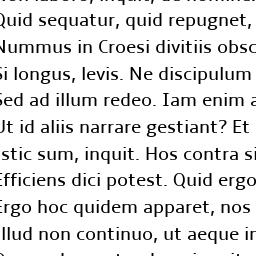 Quid sequatur, quid repugnet,
Nummus in Croesi divitiis obsc
Si longus, levis. Ne discipulum
Sed ad illum redeo. Iam enim a
Ut id aliis narrare gestiant? Et
istic sum, inquit. Hos contra si
Efficiens dici potest. Quid ergo
Ergo hoc quidem apparet, nos
Illud non continuo, ut aeque in